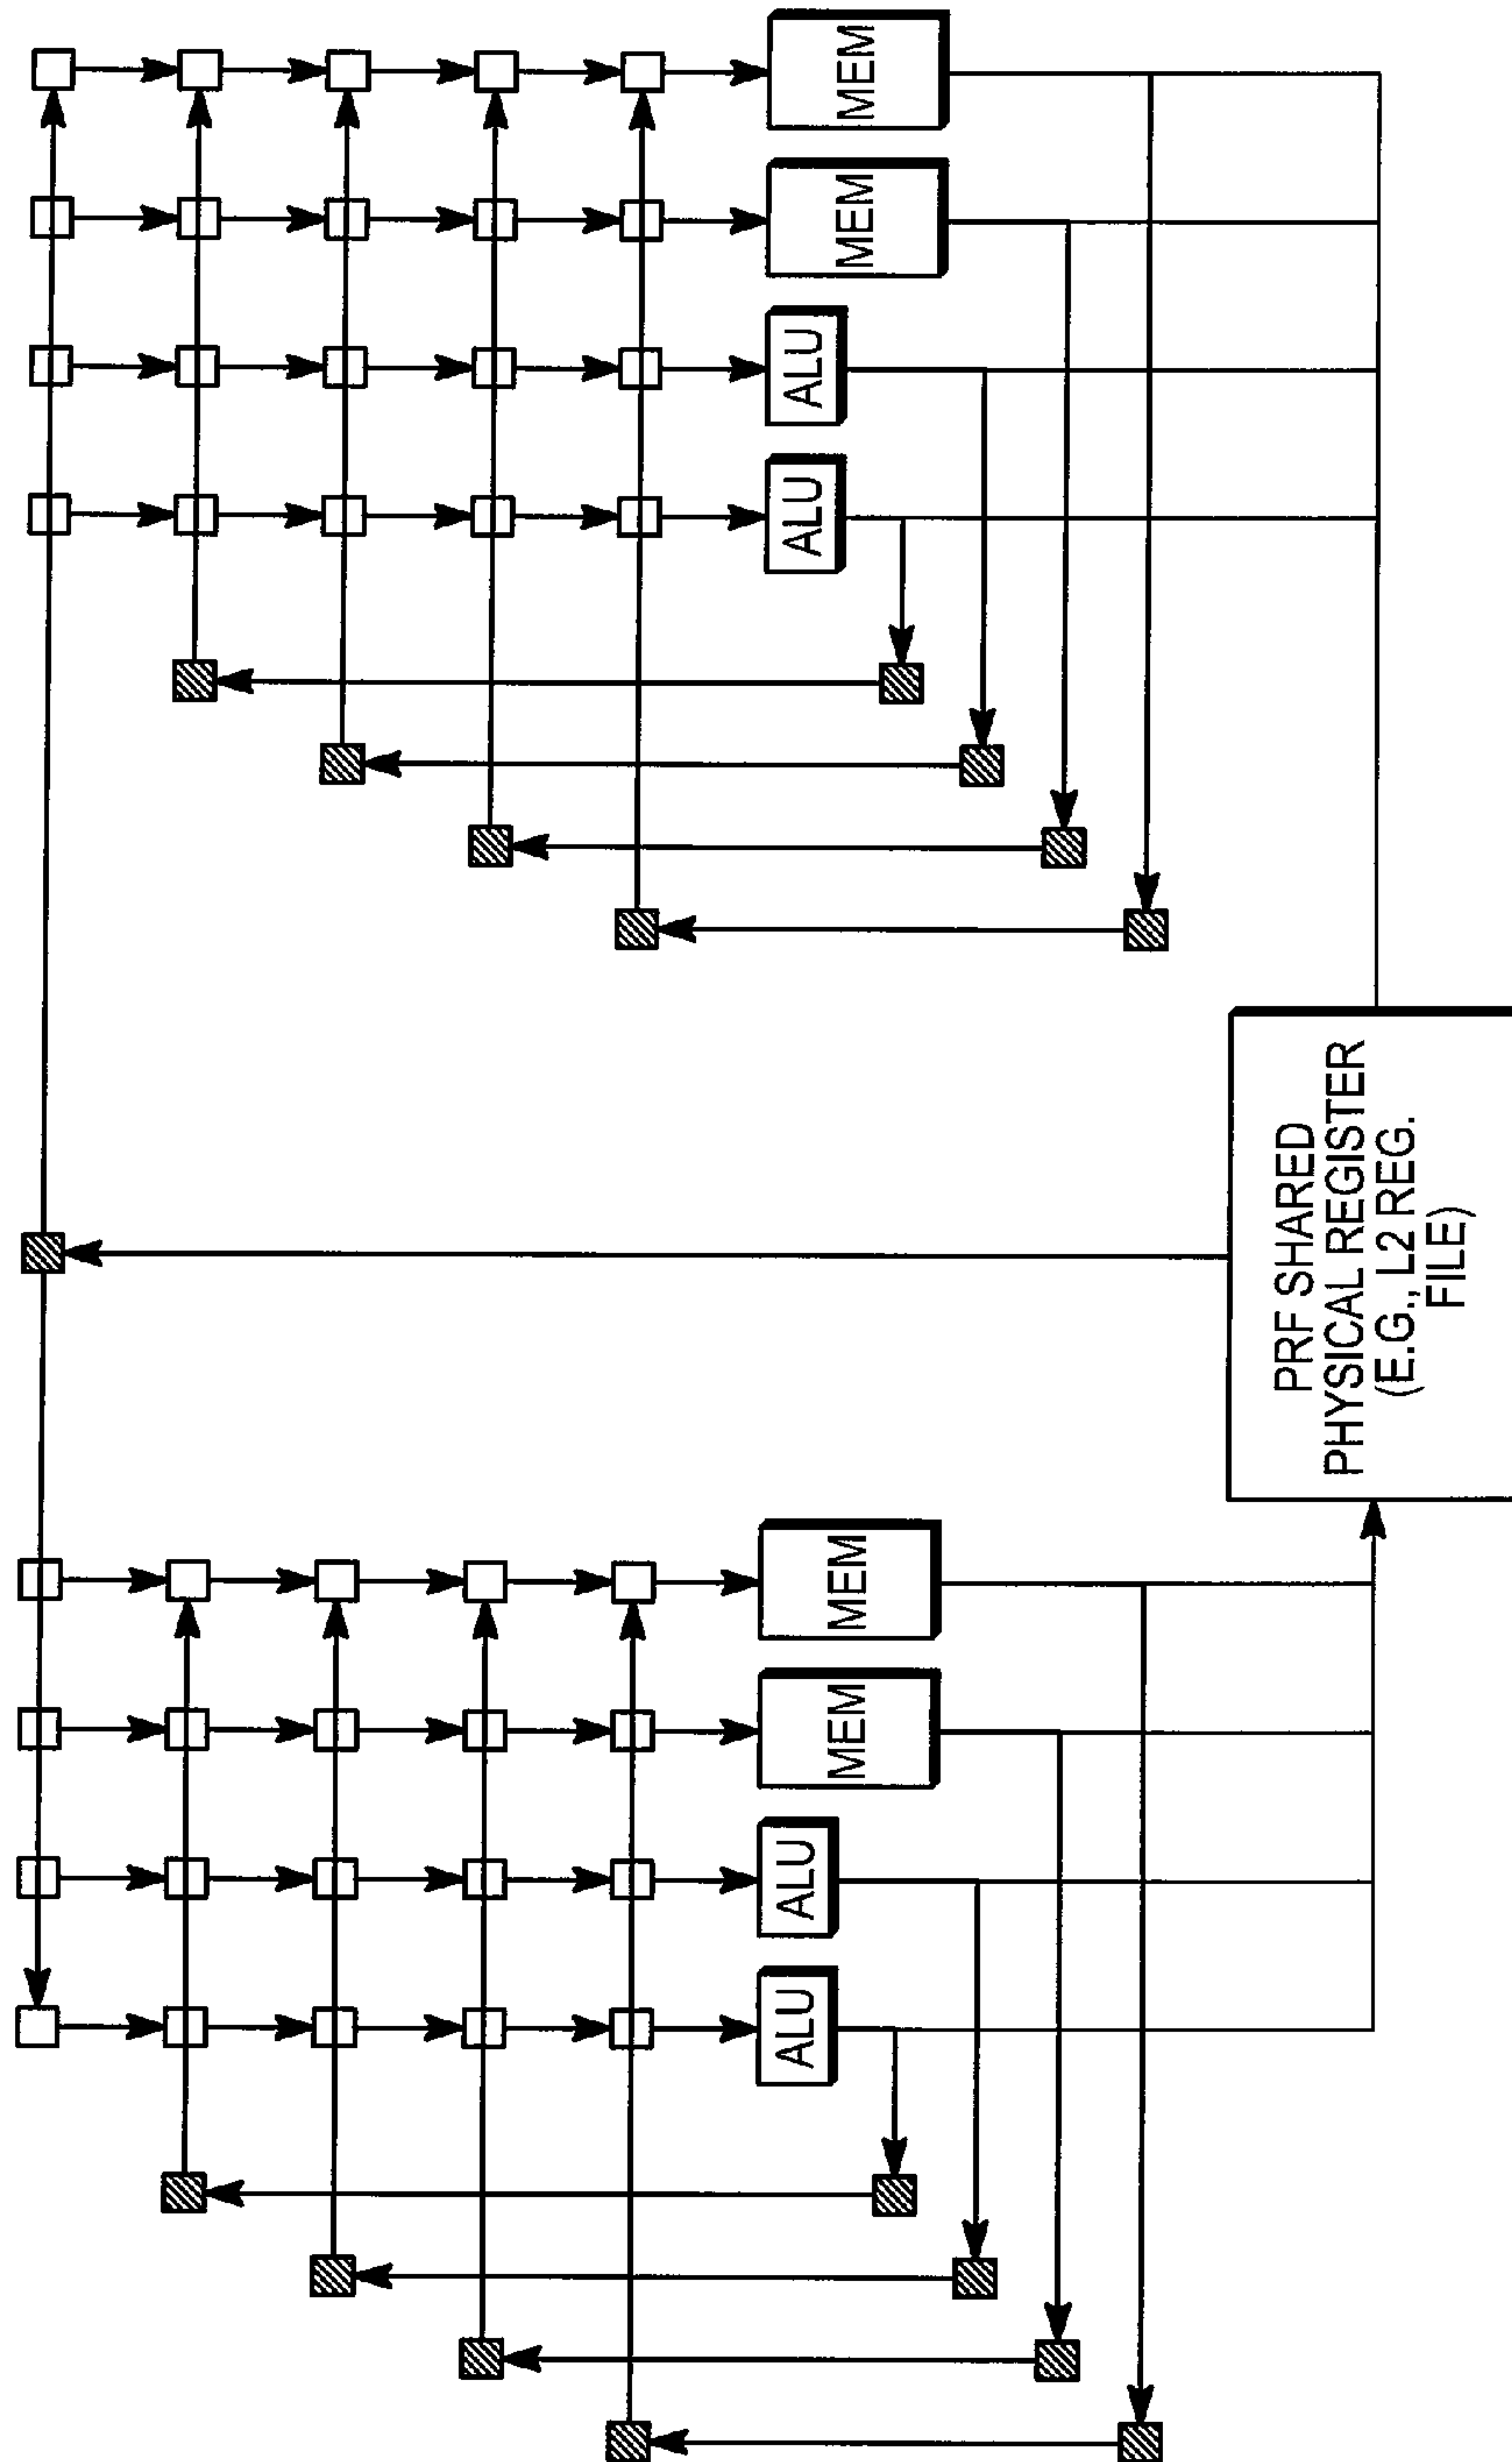 MEM
MEM
ALU
ALU
PRF SHARED
PHYSICAL REGISTER
(E.G., L2 REG.
FILE)
MEM
MEM
ALU
ALU